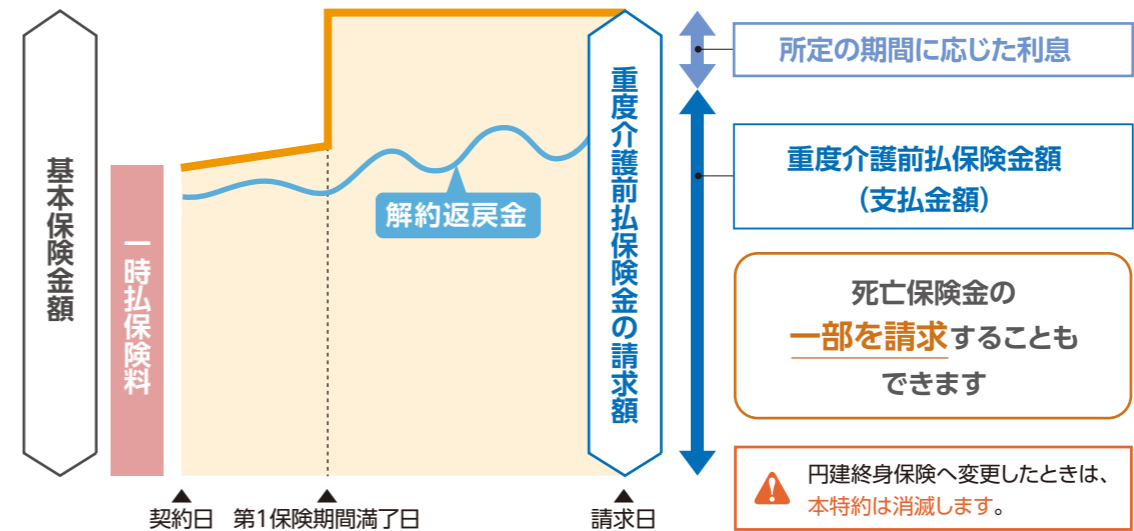 基本保険金額
一時払保険料
解約返戻金
重度介護前払保険金の請求額
所定の期間に応じた利息
重度介護前払保険金額
（支払金額）
死亡保険金の
一部を請求することも
できます
円建終身保険へ変更したときは、
本特約は消滅します。
契約日
第1保険期間満了日
請求日